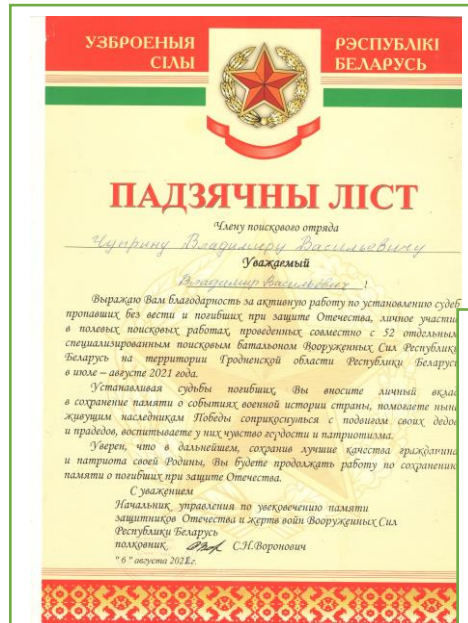 УЗБРОЕНЫЯ
СІЛЫ
РЭСПУБЛІКІ
БЕЛАРУСЬ
ПАДЗЯЧНЫ ЛІСТ
Члену поискового отряда
Чуприну Владимиру Васильевичу
Уважаемый
Владимир Васильевич !
Выражаю Вам благодарность за активную работу по установлению судеб
пропавших без вести и погибших при защите Отечества, личное участие
в полевых поисковых работах, проведенных совместно с 52 отдельным
специализированным поисковым батальоном Вооруженных Сил Республики
Беларусь на территории Гродненской области Республики Беларусь
в июле – августе 2021 года.
Устанавливая судьбы погибших, Вы вносите личный вклад
в сохранение памяти о событиях военной истории страны, помогаете ныне
живущим наследникам Победы соприкоснуться с подвигом своих дедов
и прадедов, воспитываете у них чувство гордости и патриотизма.
Уверен, что в дальнейшем, сохранив лучшие качества гражданина
и патриота своей Родины, Вы будете продолжать работу по сохранению
памяти о погибших при защите Отечества.
С уважением
Начальник управления по увековечению памяти
защитников Отечества и жертв войн Вооруженных Сил
Республики Беларусь
полковник С.Н.Воронович
"6" августа 2021г.